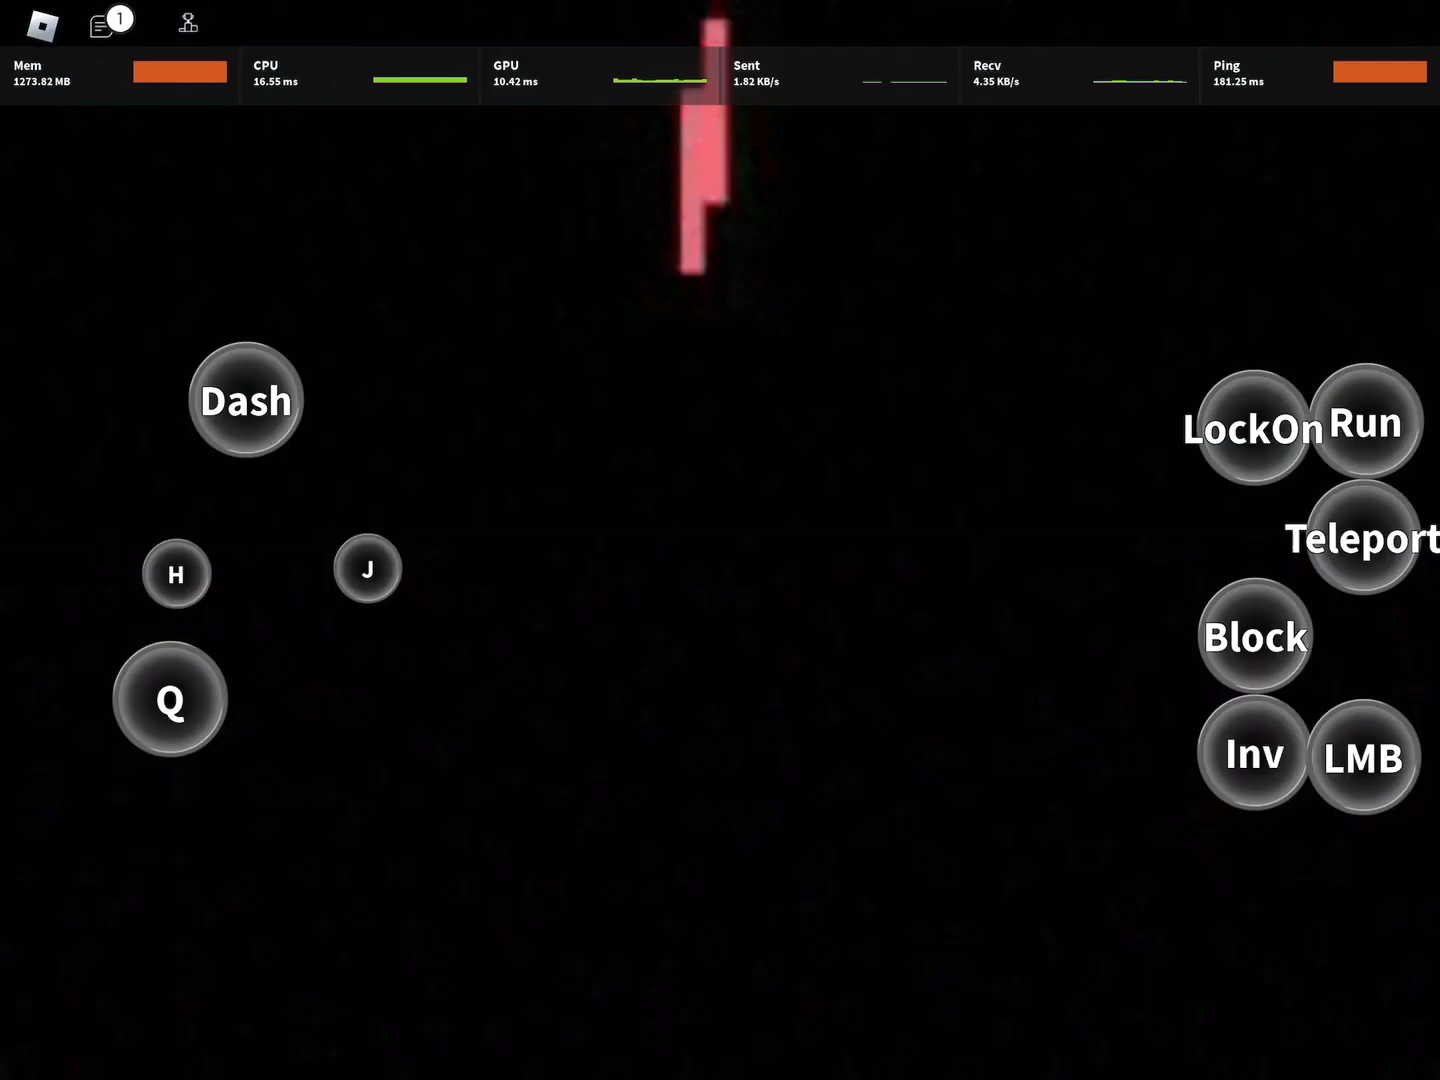 1
Mem
1273.82 MB
CPU
16.55 ms
GPU
10.42 ms
Sent
1.82 KB/s
Recv
4.35 KB/s
Ping
181.25 ms
Dash
LockOn
Run
Teleport
H
J
Block
Q
Inv
LMB